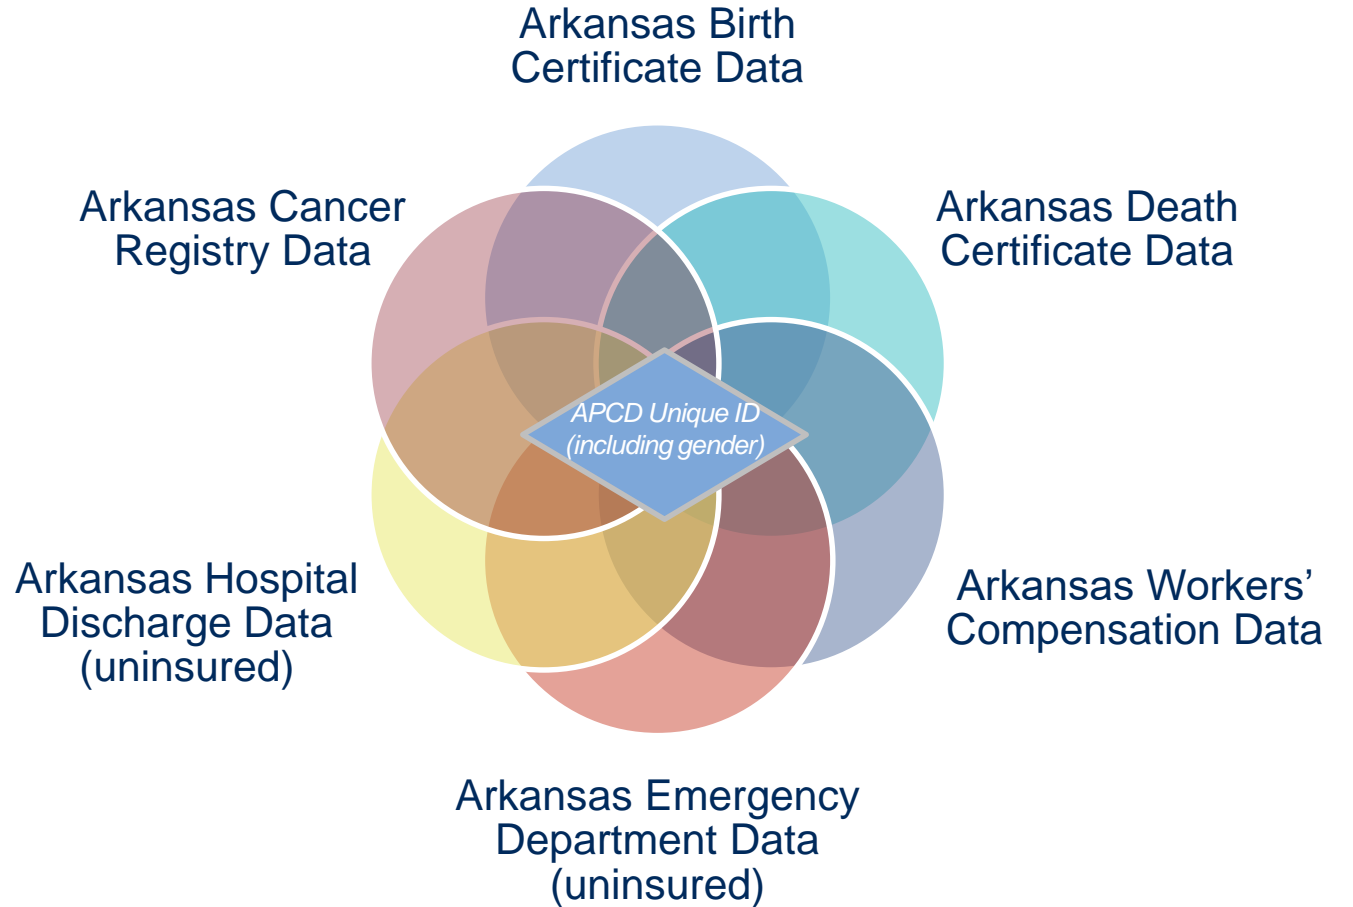 Arkansas Birth
Certificate Data
Arkansas Cancer
Registry Data
Arkansas Death
Certificate Data
APCD Unique ID
(including gender)
Arkansas Hospital
Discharge Data
(uninsured)
Arkansas Workers’
Compensation Data
Arkansas Emergency
Department Data
(uninsured)